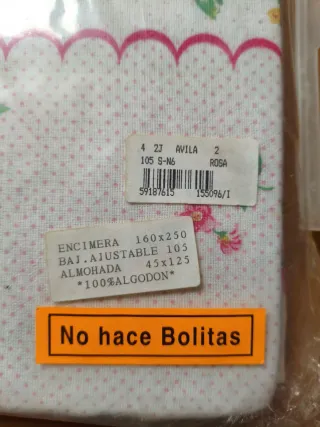 4 2J AVILA 2
105 S-N6 ROSA
59187615 155096/1
ENCIMERA 160x250
BAJ.AJUSTABLE 105
ALMOHADA 45x125
*100%ALGODON*
No hace Bolitas